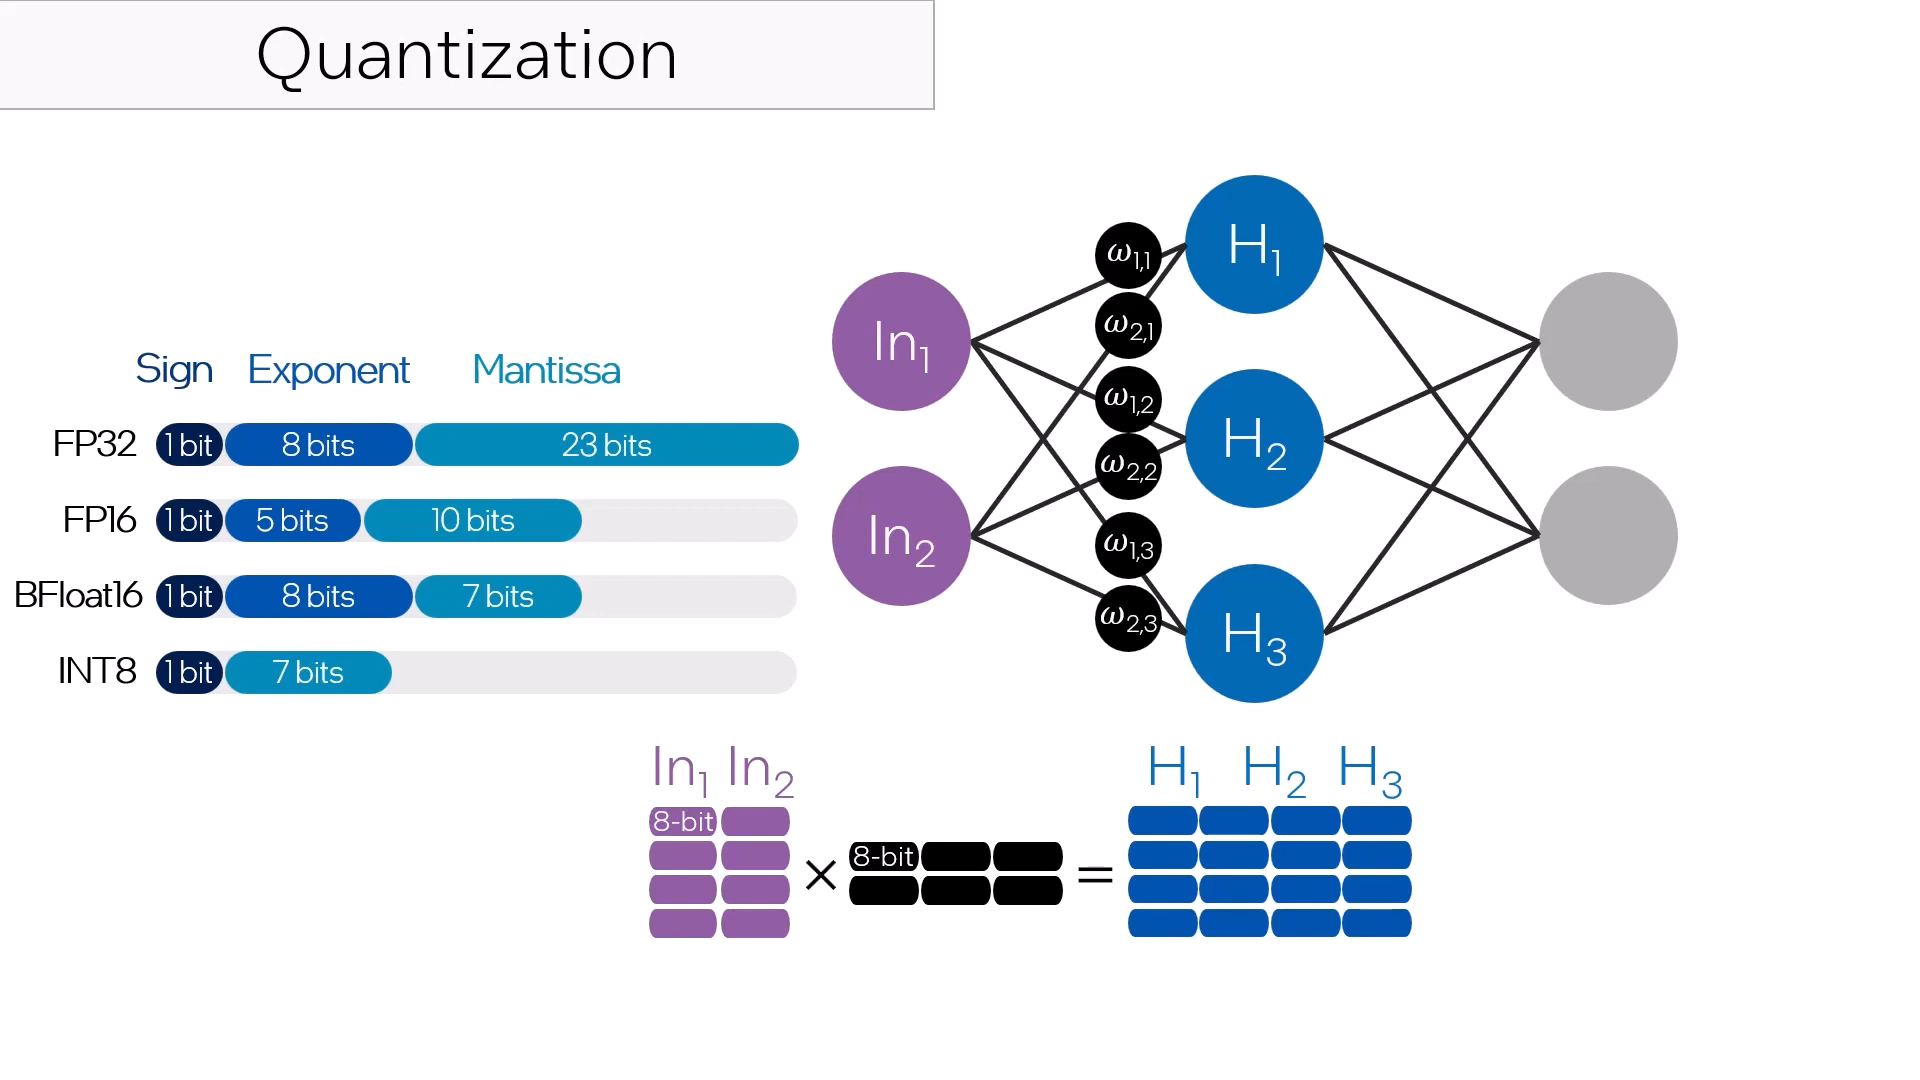 Quantization
Sign Exponent Mantissa
FP32 1 bit 8 bits 23 bits
FP16 1 bit 5 bits 10 bits
BFloat16 1 bit 8 bits 7 bits
INT8 1 bit 7 bits
In₁
In₂
ω₁,₁
ω₂,₁
ω₁,₂
ω₂,₂
ω₁,₃
ω₂,₃
H₁
H₂
H₃
In₁ In₂ H₁ H₂ H₃
8-bit
× 8-bit =